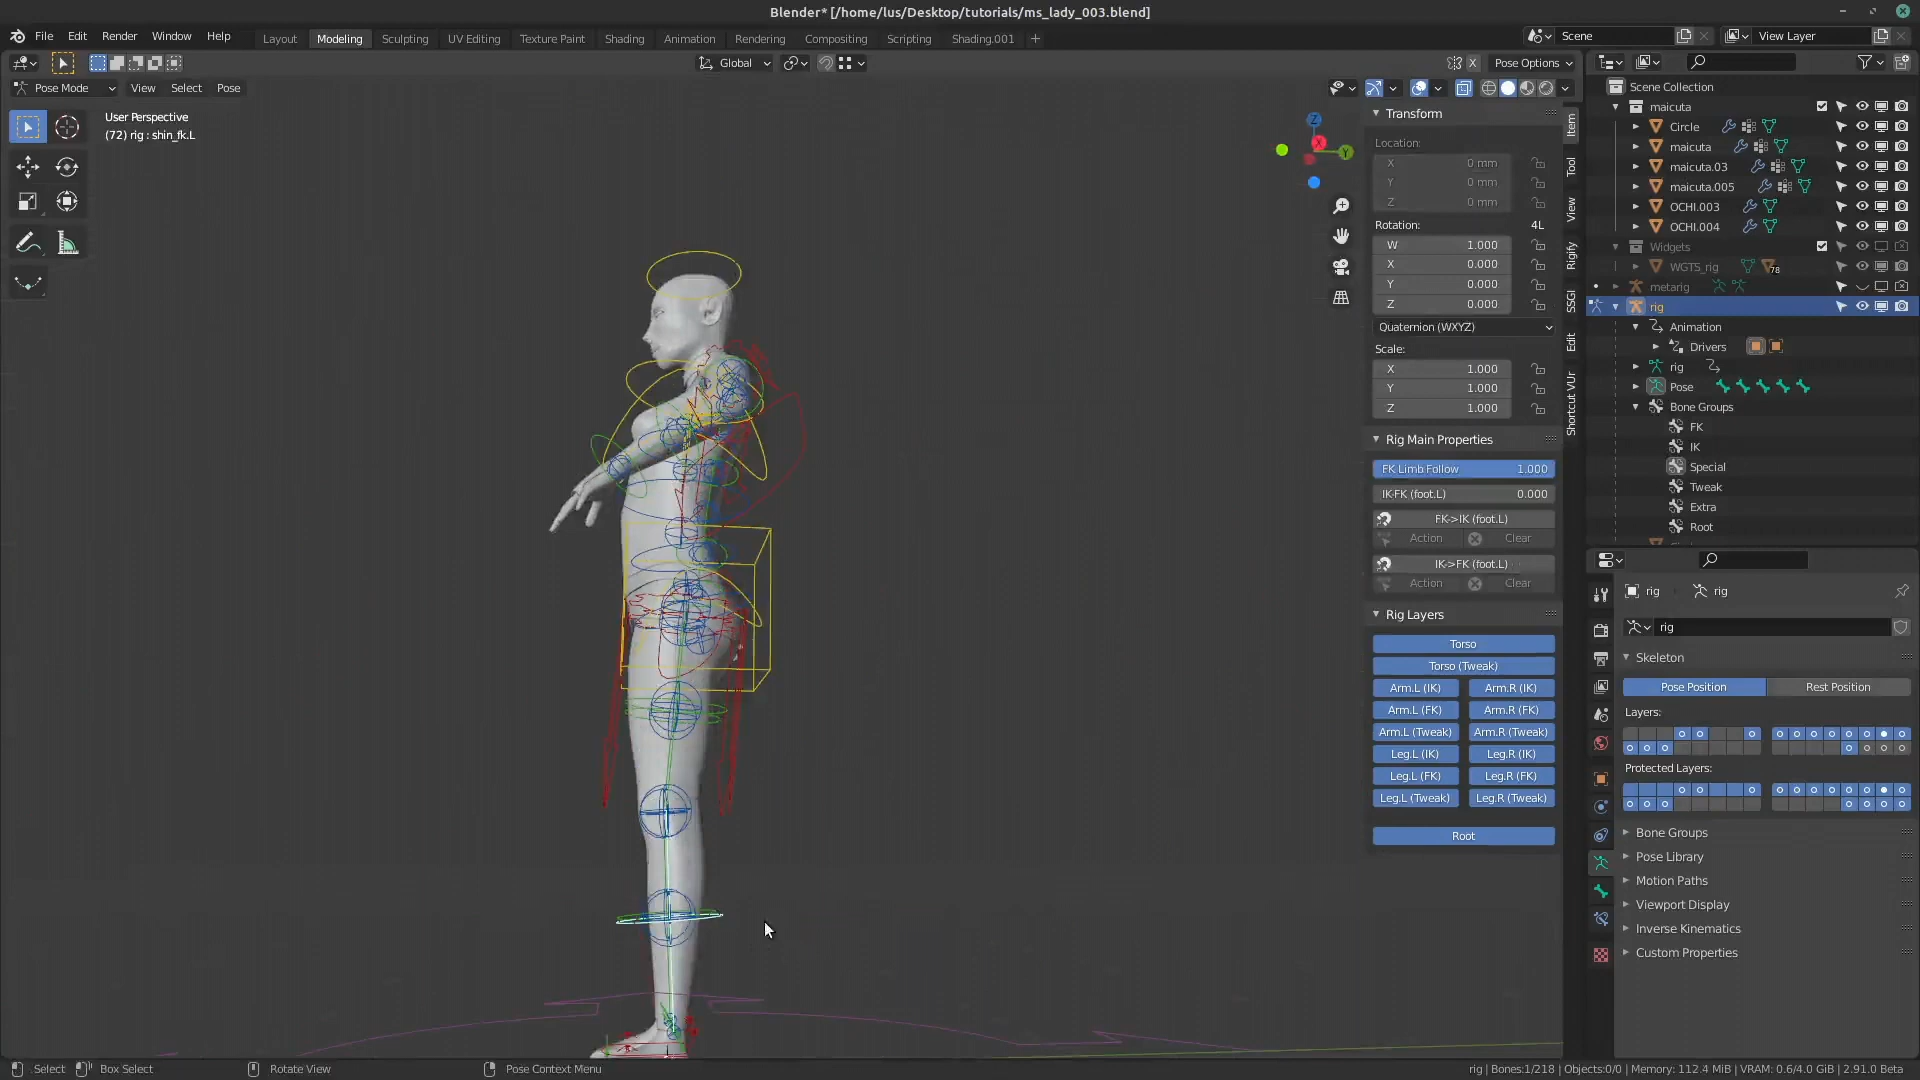 Blender* [/home/lus/Desktop/tutorials/ms_lady_003.blend]
File Edit Render Window Help Layout Modeling Sculpting UV Editing Texture Paint Shading Animation Rendering Compositing Scripting Shading.001 + Scene View Layer
Global X Pose Options
Pose Mode View Select Pose
User Perspective
(72) rig : shin_fk.L
Z
X
Y
Transform
Location:
X 0 mm
Y 0 mm
Z 0 mm
Rotation: 4L
W 1.000
X 0.000
Y 0.000
Z 0.000
Quaternion (WXYZ)
Scale:
X 1.000
Y 1.000
Z 1.000
Rig Main Properties
FK Limb Follow 1.000
IK-FK (foot.L) 0.000
FK->IK (foot.L)
Action Clear
IK->FK (foot.L)
Action Clear
Rig Layers
Torso
Torso (Tweak)
Arm.L (IK) Arm.R (IK)
Arm.L (FK) Arm.R (FK)
Arm.L (Tweak) Arm.R (Tweak)
Leg.L (IK) Leg.R (IK)
Leg.L (FK) Leg.R (FK)
Leg.L (Tweak) Leg.R (Tweak)
Root
Item
Tool
View
Rigify
SSGI
Edit
Shortcut VUr
Scene Collection
maicuta
Circle
maicuta
maicuta.03
maicuta.005
OCHI.003
OCHI.004
Widgets
WGTS_rig 78
metarig
rig
Animation
Drivers
rig
Pose
Bone Groups
FK
IK
Special
Tweak
Extra
Root
rig rig
rig
Skeleton
Pose Position Rest Position
Layers:
Protected Layers:
Bone Groups
Pose Library
Motion Paths
Viewport Display
Inverse Kinematics
Custom Properties
Select Box Select Rotate View Pose Context Menu rig | Bones:1/218 | Objects:0/0 | Memory: 112.4 MiB | VRAM: 0.6/4.0 GiB | 2.91.0 Beta